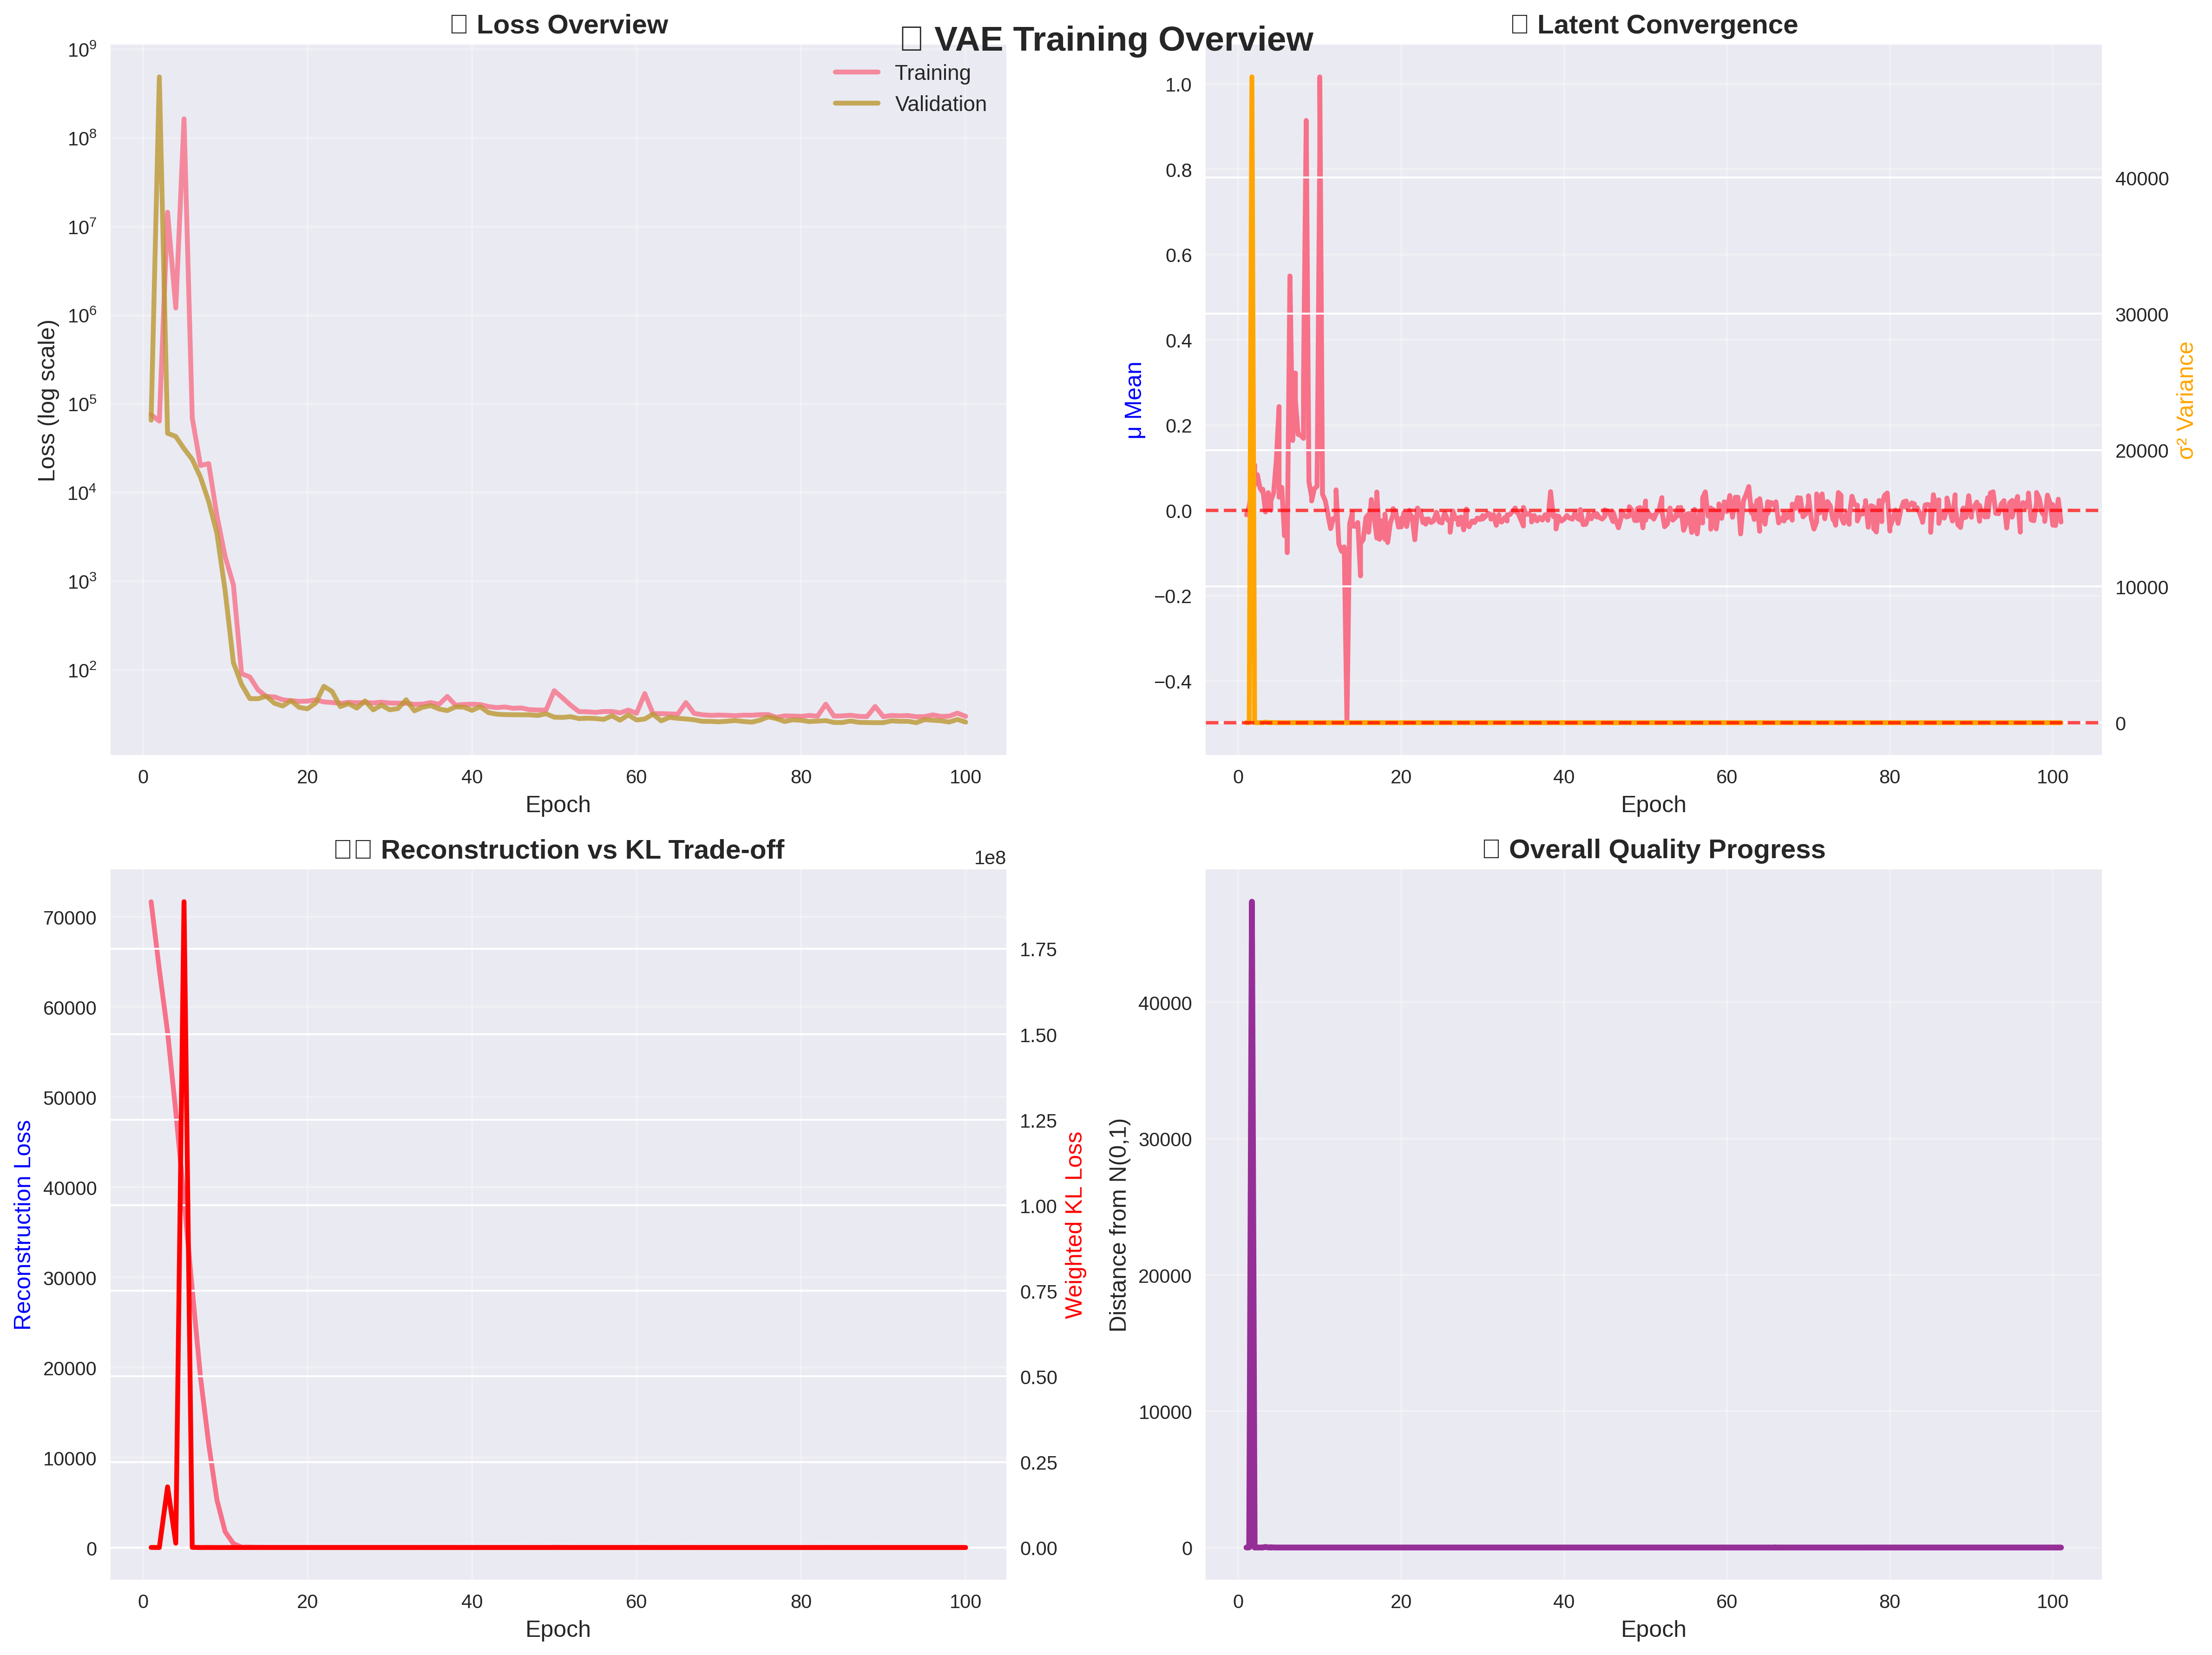 ▯ VAE Training Overview
▯ Loss Overview
Training
Validation
10⁹
10⁸
10⁷
10⁶
10⁵
10⁴
10³
10²
Loss (log scale)
0 20 40 60 80 100
Epoch
▯ Latent Convergence
1.0
0.8
0.6
0.4
0.2
0.0
−0.2
−0.4
μ Mean
40000
30000
20000
10000
0
σ² Variance
0 20 40 60 80 100
Epoch
▯▯ Reconstruction vs KL Trade-off
1e8
70000
60000
50000
40000
30000
20000
10000
0
Reconstruction Loss
1.75
1.50
1.25
1.00
0.75
0.50
0.25
0.00
Weighted KL Loss
0 20 40 60 80 100
Epoch
▯ Overall Quality Progress
40000
30000
20000
10000
0
Distance from N(0,1)
0 20 40 60 80 100
Epoch